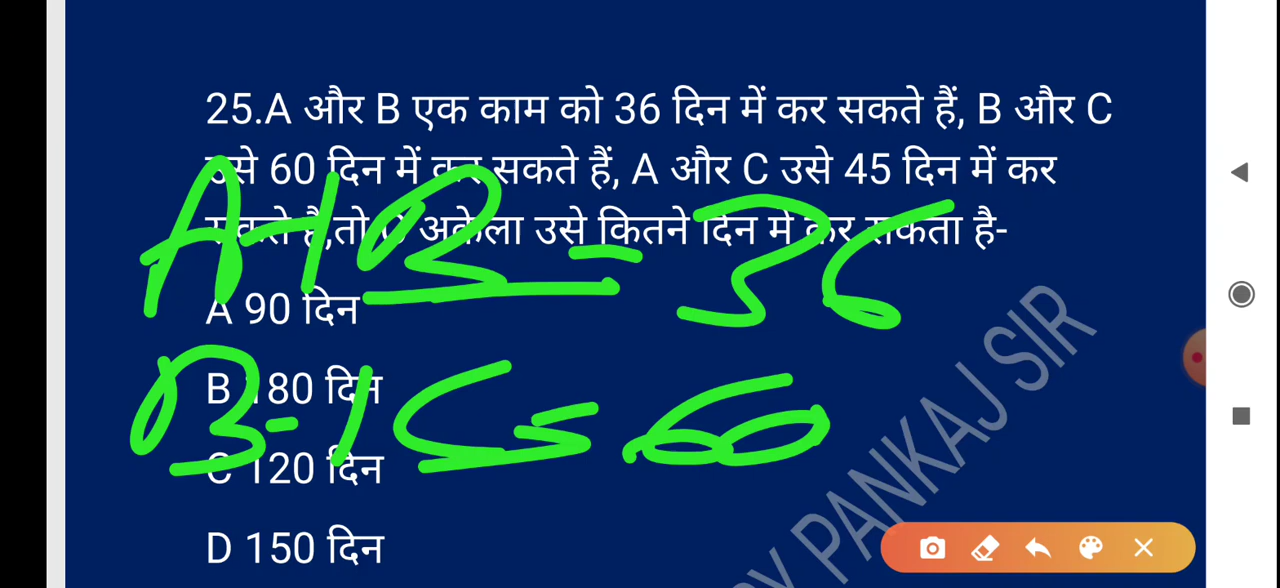 25.A और B एक काम को 36 दिन में कर सकते हैं, B और C
उसे 60 दिन में कर सकते हैं, A और C उसे 45 दिन में कर
सकते है,तो C अकेला उसे कितने दिन मे कर सकता है-
A+B = 36
A 90 दिन
B 180 दिन
B+C = 60
C 120 दिन
D 150 दिन
PANKAJ SIR